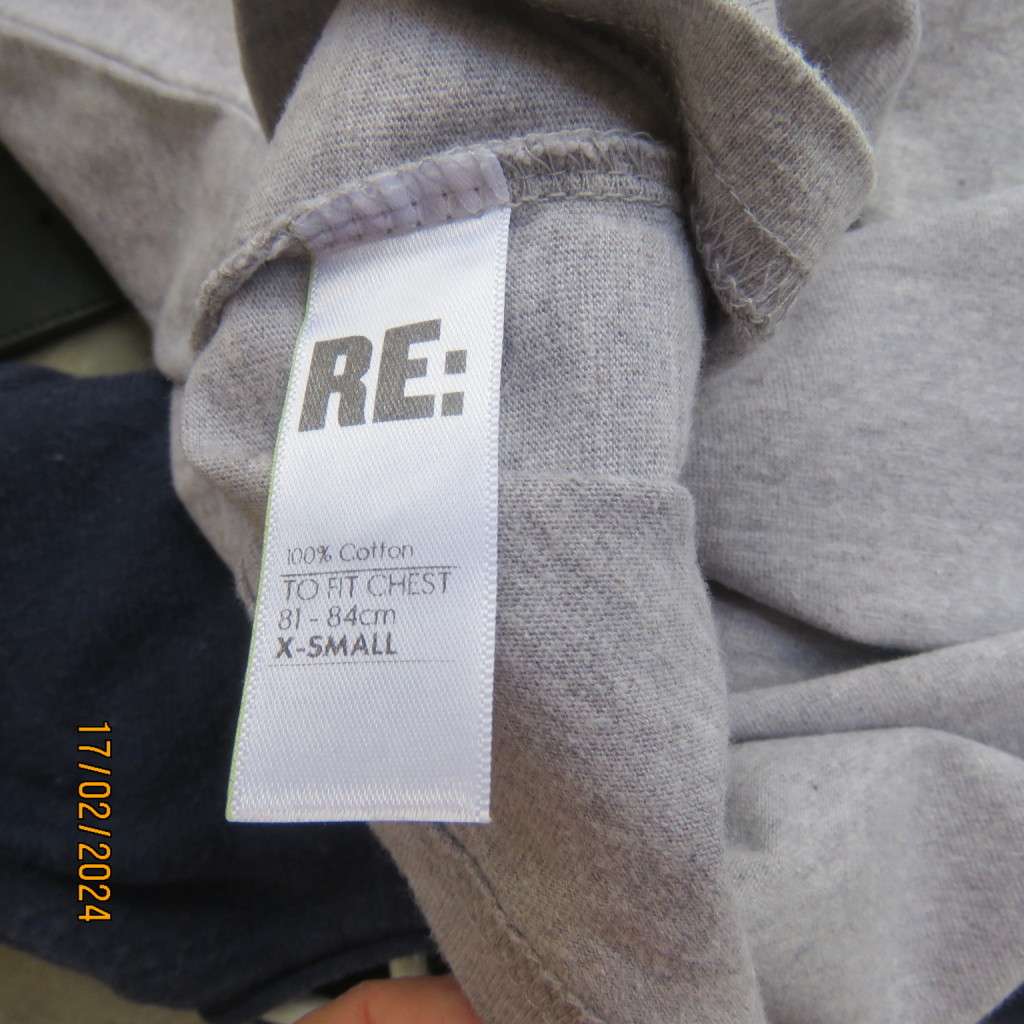 RE:
100% Cotton
TO FIT CHEST
81 - 84cm
X-SMALL
17/02/2024